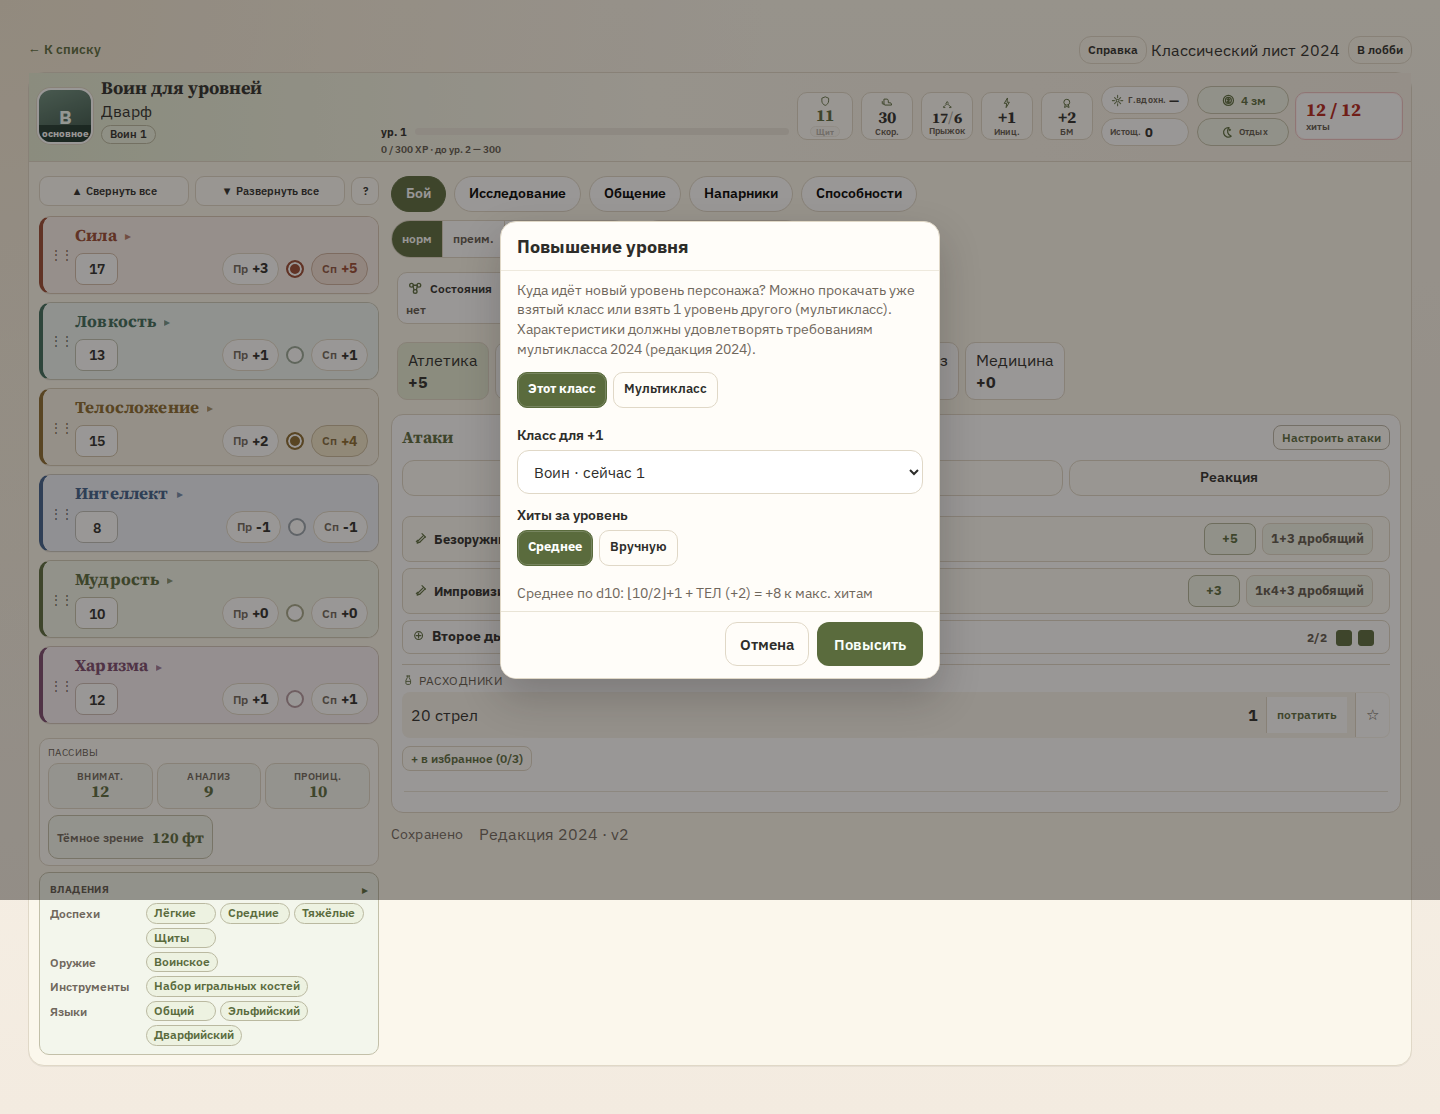 ← К списку
Справка
Классический лист 2024
В лобби
В
основное
Воин для уровней
Дварф
Воин 1
ур. 1
0 / 300 XP · до ур. 2 — 300
11
Щит
30
Скор.
17/6
Прыжок
+1
Иниц.
+2
БМ
Г.вдохн. —
Истощ. 0
4 зм
Отдых
12 / 12
хиты
▲ Свернуть все
▼ Развернуть все
?
Сила ▸
17
Пр +3
Сп +5
Ловкость ▸
13
Пр +1
Сп +1
Телосложение ▸
15
Пр +2
Сп +4
Интеллект ▸
8
Пр -1
Сп -1
Мудрость ▸
10
Пр +0
Сп +0
Харизма ▸
12
Пр +1
Сп +1
ПАССИВЫ
ВНИМАТ.
12
АНАЛИЗ
9
ПРОНИЦ.
10
Тёмное зрение 120 фт
ВЛАДЕНИЯ ▸
Доспехи
Лёгкие
Средние
Тяжёлые
Щиты
Оружие
Воинское
Инструменты
Набор игральных костей
Языки
Общий
Эльфийский
Дварфийский
Бой
Исследование
Общение
Напарники
Способности
норм
преим.
Состояния
нет
Атлетика
+5
з
Медицина
+0
Атаки
Настроить атаки
Реакция
Безоружн
+5
1+3 дробящий
Импровизи
+3
1к4+3 дробящий
Второе ды
2/2
РАСХОДНИКИ
20 стрел
1
потратить
☆
+ в избранное (0/3)
Сохранено
Редакция 2024 · v2
Повышение уровня
Куда идёт новый уровень персонажа? Можно прокачать уже
взятый класс или взять 1 уровень другого (мультикласс).
Характеристики должны удовлетворять требованиям
мультикласса 2024 (редакция 2024).
Этот класс
Мультикласс
Класс для +1
Воин · сейчас 1
Хиты за уровень
Среднее
Вручную
Среднее по d10: ⌊10/2⌋+1 + ТЕЛ (+2) = +8 к макс. хитам
Отмена
Повысить